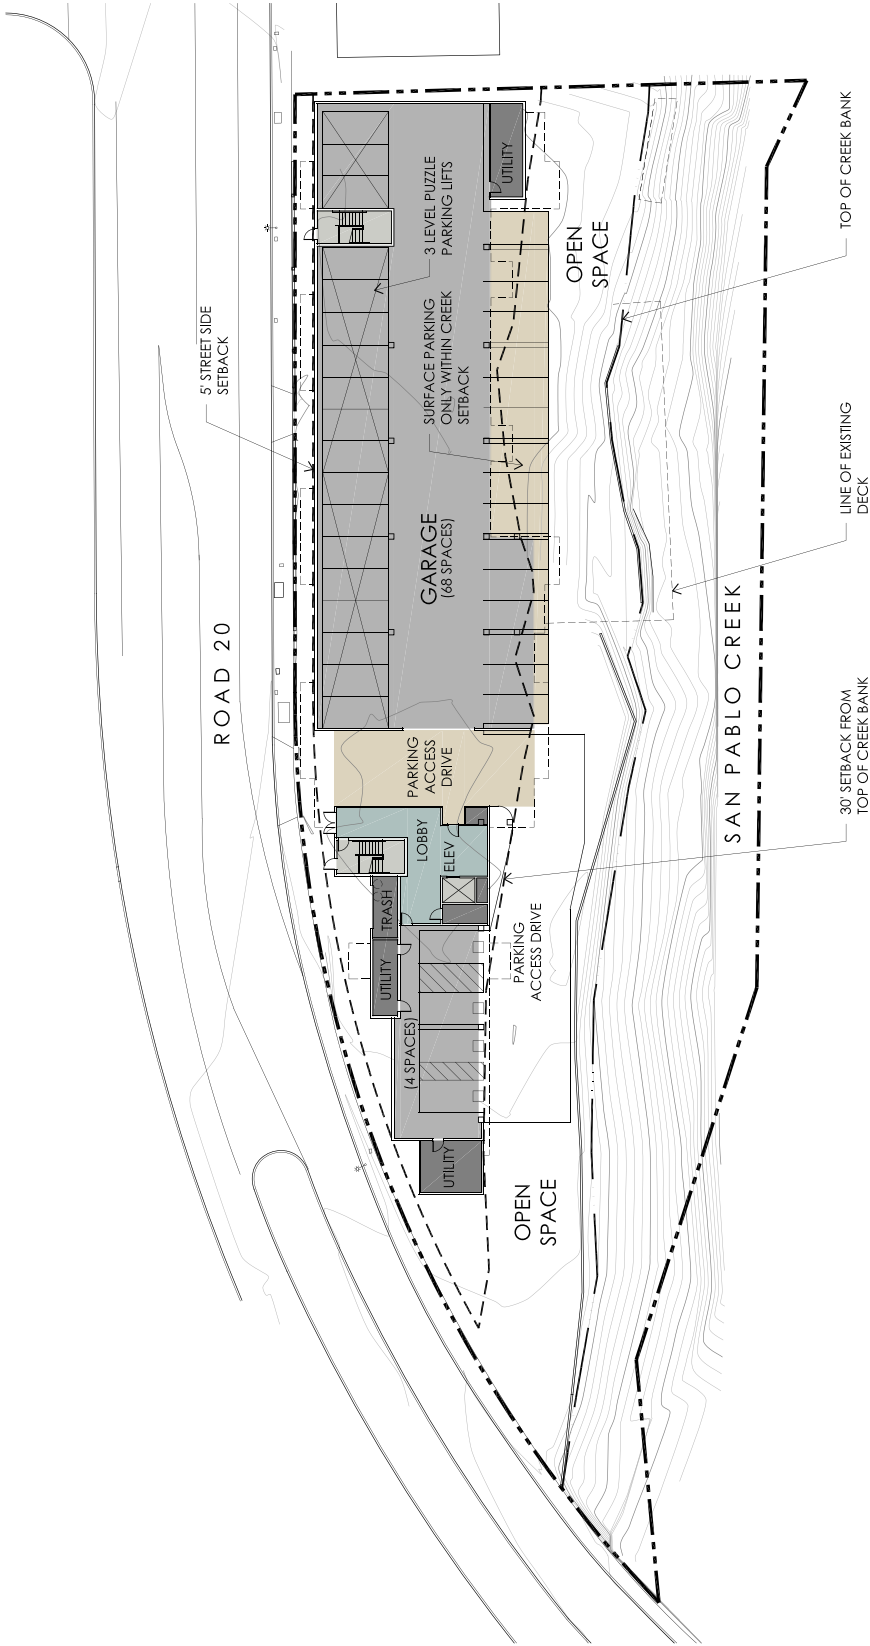 5' STREET SIDE
SETBACK
ROAD 20
UTILITY
3 LEVEL PUZZLE
PARKING LIFTS
SURFACE PARKING
ONLY WITHIN CREEK
SETBACK
GARAGE
(68 SPACES)
OPEN
SPACE
TOP OF CREEK BANK
LINE OF EXISTING
DECK
30' SETBACK FROM
TOP OF CREEK BANK
SAN PABLO CREEK
PARKING
ACCESS
DRIVE
LOBBY
ELEV
TRASH
UTILITY
(4 SPACES)
UTILITY
PARKING
ACCESS DRIVE
OPEN
SPACE